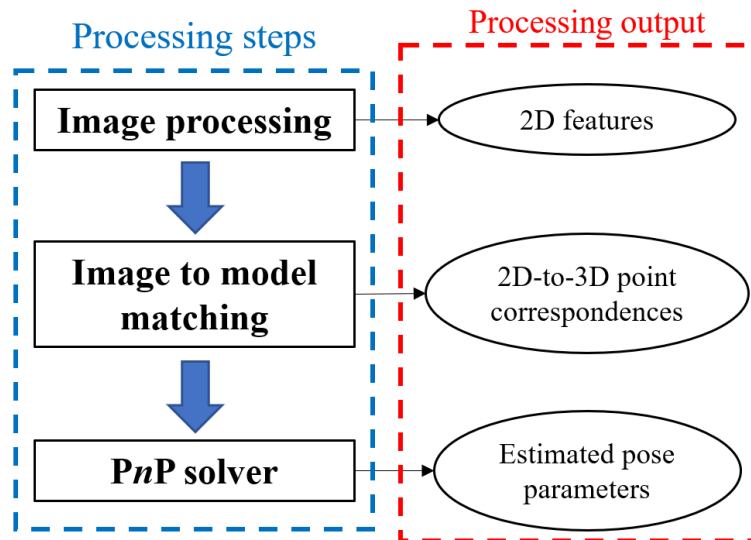 Processing steps
Processing output
Image processing
2D features
Image to model
matching
2D-to-3D point
correspondences
PnP solver
Estimated pose
parameters